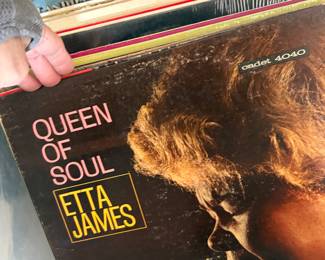 cadet 4040
QUEEN
OF
SOUL
ETTA
JAMES